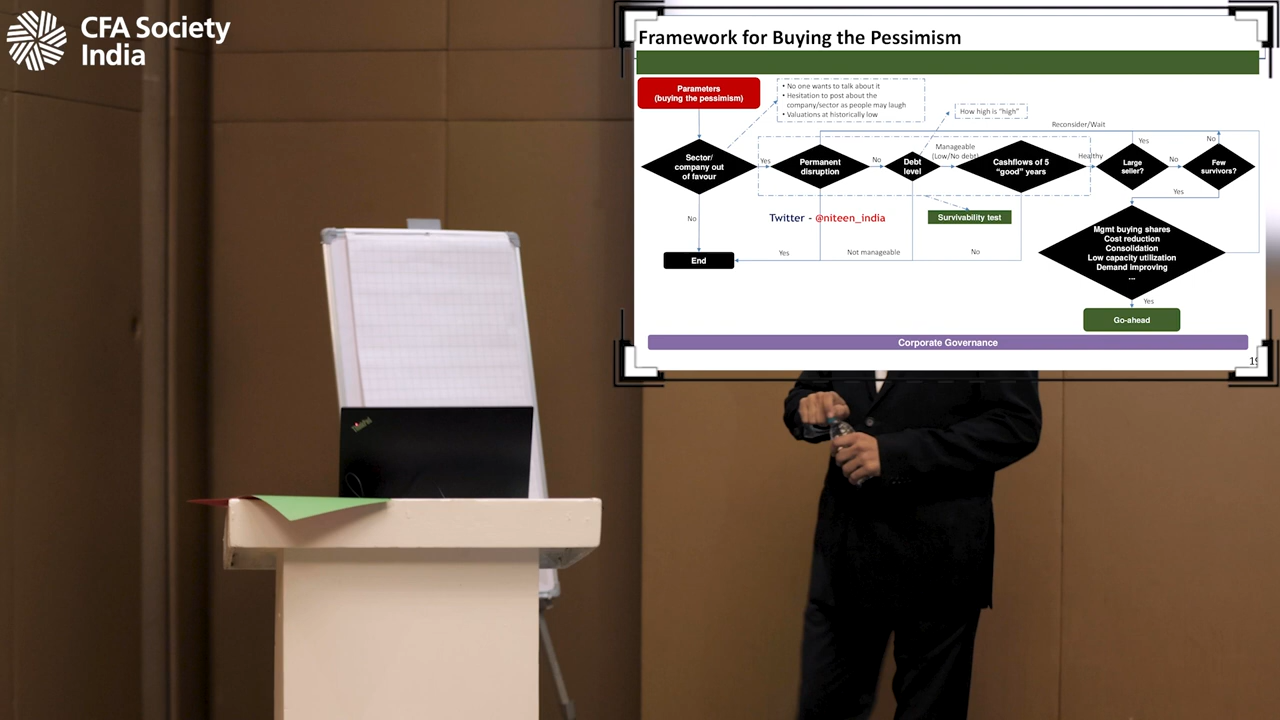 CFA Society
India
Framework for Buying the Pessimism
Parameters
(buying the pessimism)
• No one wants to talk about it
• Hesitation to post about the
company/sector as people may laugh
• Valuations at historically low
How high is "high"
Reconsider/Wait
Sector/
company out
of favour
Yes
Permanent
disruption
No
Debt
level
Manageable
(Low/No debt)
Cashflows of 5
"good" years
Healthy
Large
seller?
Yes
No
Few
survivors?
No
Yes
No
Twitter - @niteen_india
Survivability test
Mgmt buying shares
Cost reduction
Consolidation
Low capacity utilization
Demand improving
...
End
Yes
Not manageable
No
Yes
Go-ahead
Corporate Governance
ThinkPad